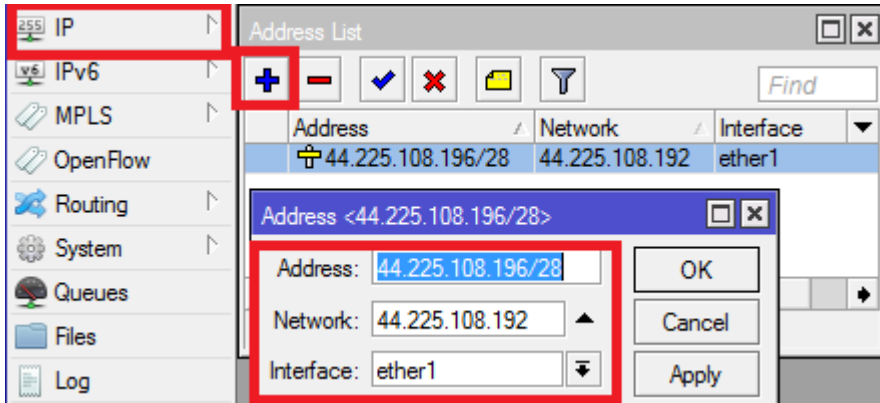 255 IP
v6 IPv6
MPLS
OpenFlow
Routing
System
Queues
Files
Log
Address List
Find
Address Network Interface
44.225.108.196/28 44.225.108.192 ether1
Address <44.225.108.196/28>
Address: 44.225.108.196/28 OK
Network: 44.225.108.192 Cancel
Interface: ether1 Apply